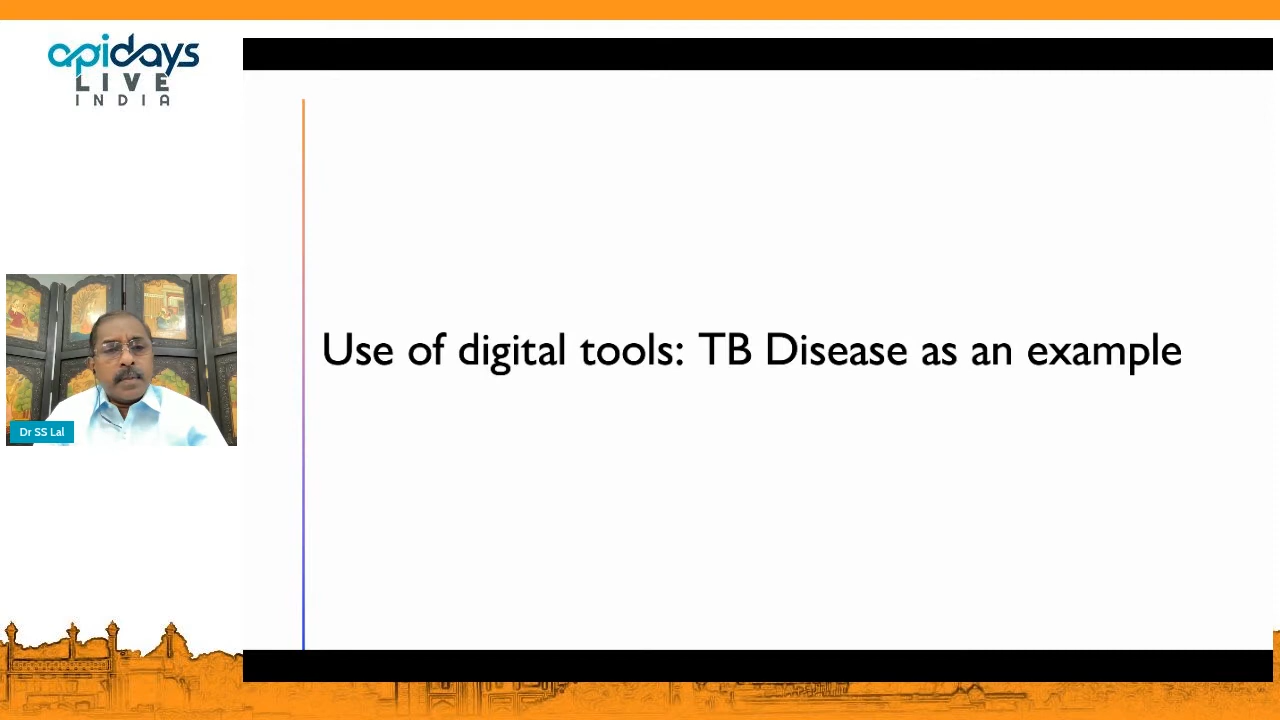 apidays
LIVE
INDIA
Use of digital tools: TB Disease as an example
Dr SS Lal